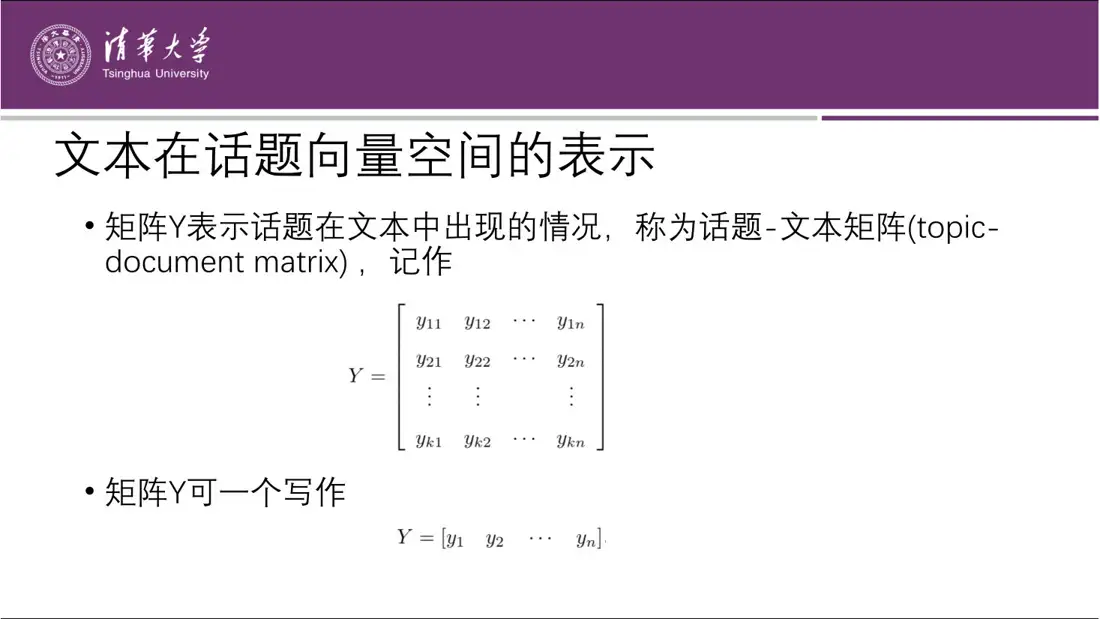 清华大学
Tsinghua University
文本在话题向量空间的表示
• 矩阵Y表示话题在文本中出现的情况，称为话题-文本矩阵(topic-
document matrix) ，记作
y₁₁ y₁₂ ⋯ y₁ₙ
y₂₁ y₂₂ ⋯ y₂ₙ
Y =
⋮ ⋮ ⋮
yₖ₁ yₖ₂ ⋯ yₖₙ
• 矩阵Y可一个写作
Y = [y₁ y₂ ⋯ yₙ].